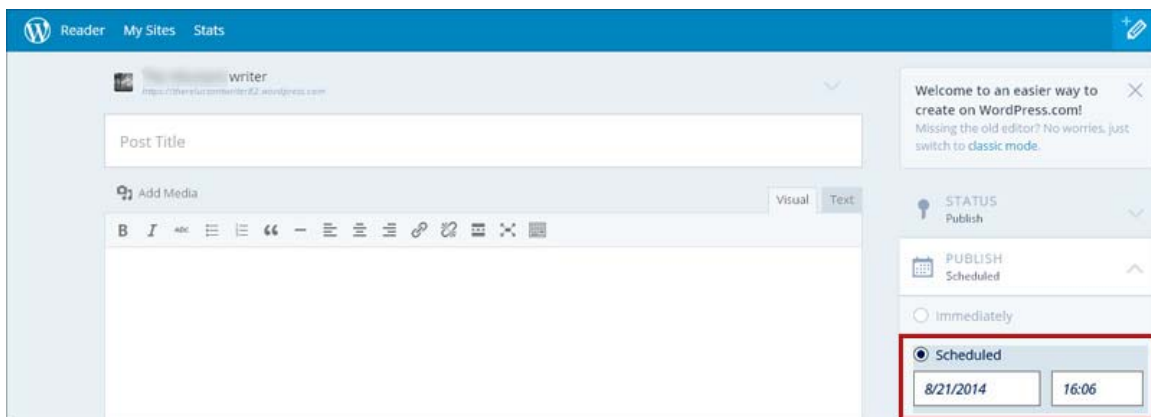 Reader My Sites Stats
writer
Post Title
Add Media
Visual Text
B I ABC
Welcome to an easier way to
create on WordPress.com!
Missing the old editor? No worries, just
switch to classic mode.
STATUS
Publish
PUBLISH
Scheduled
Immediately
Scheduled
8/21/2014 16:06